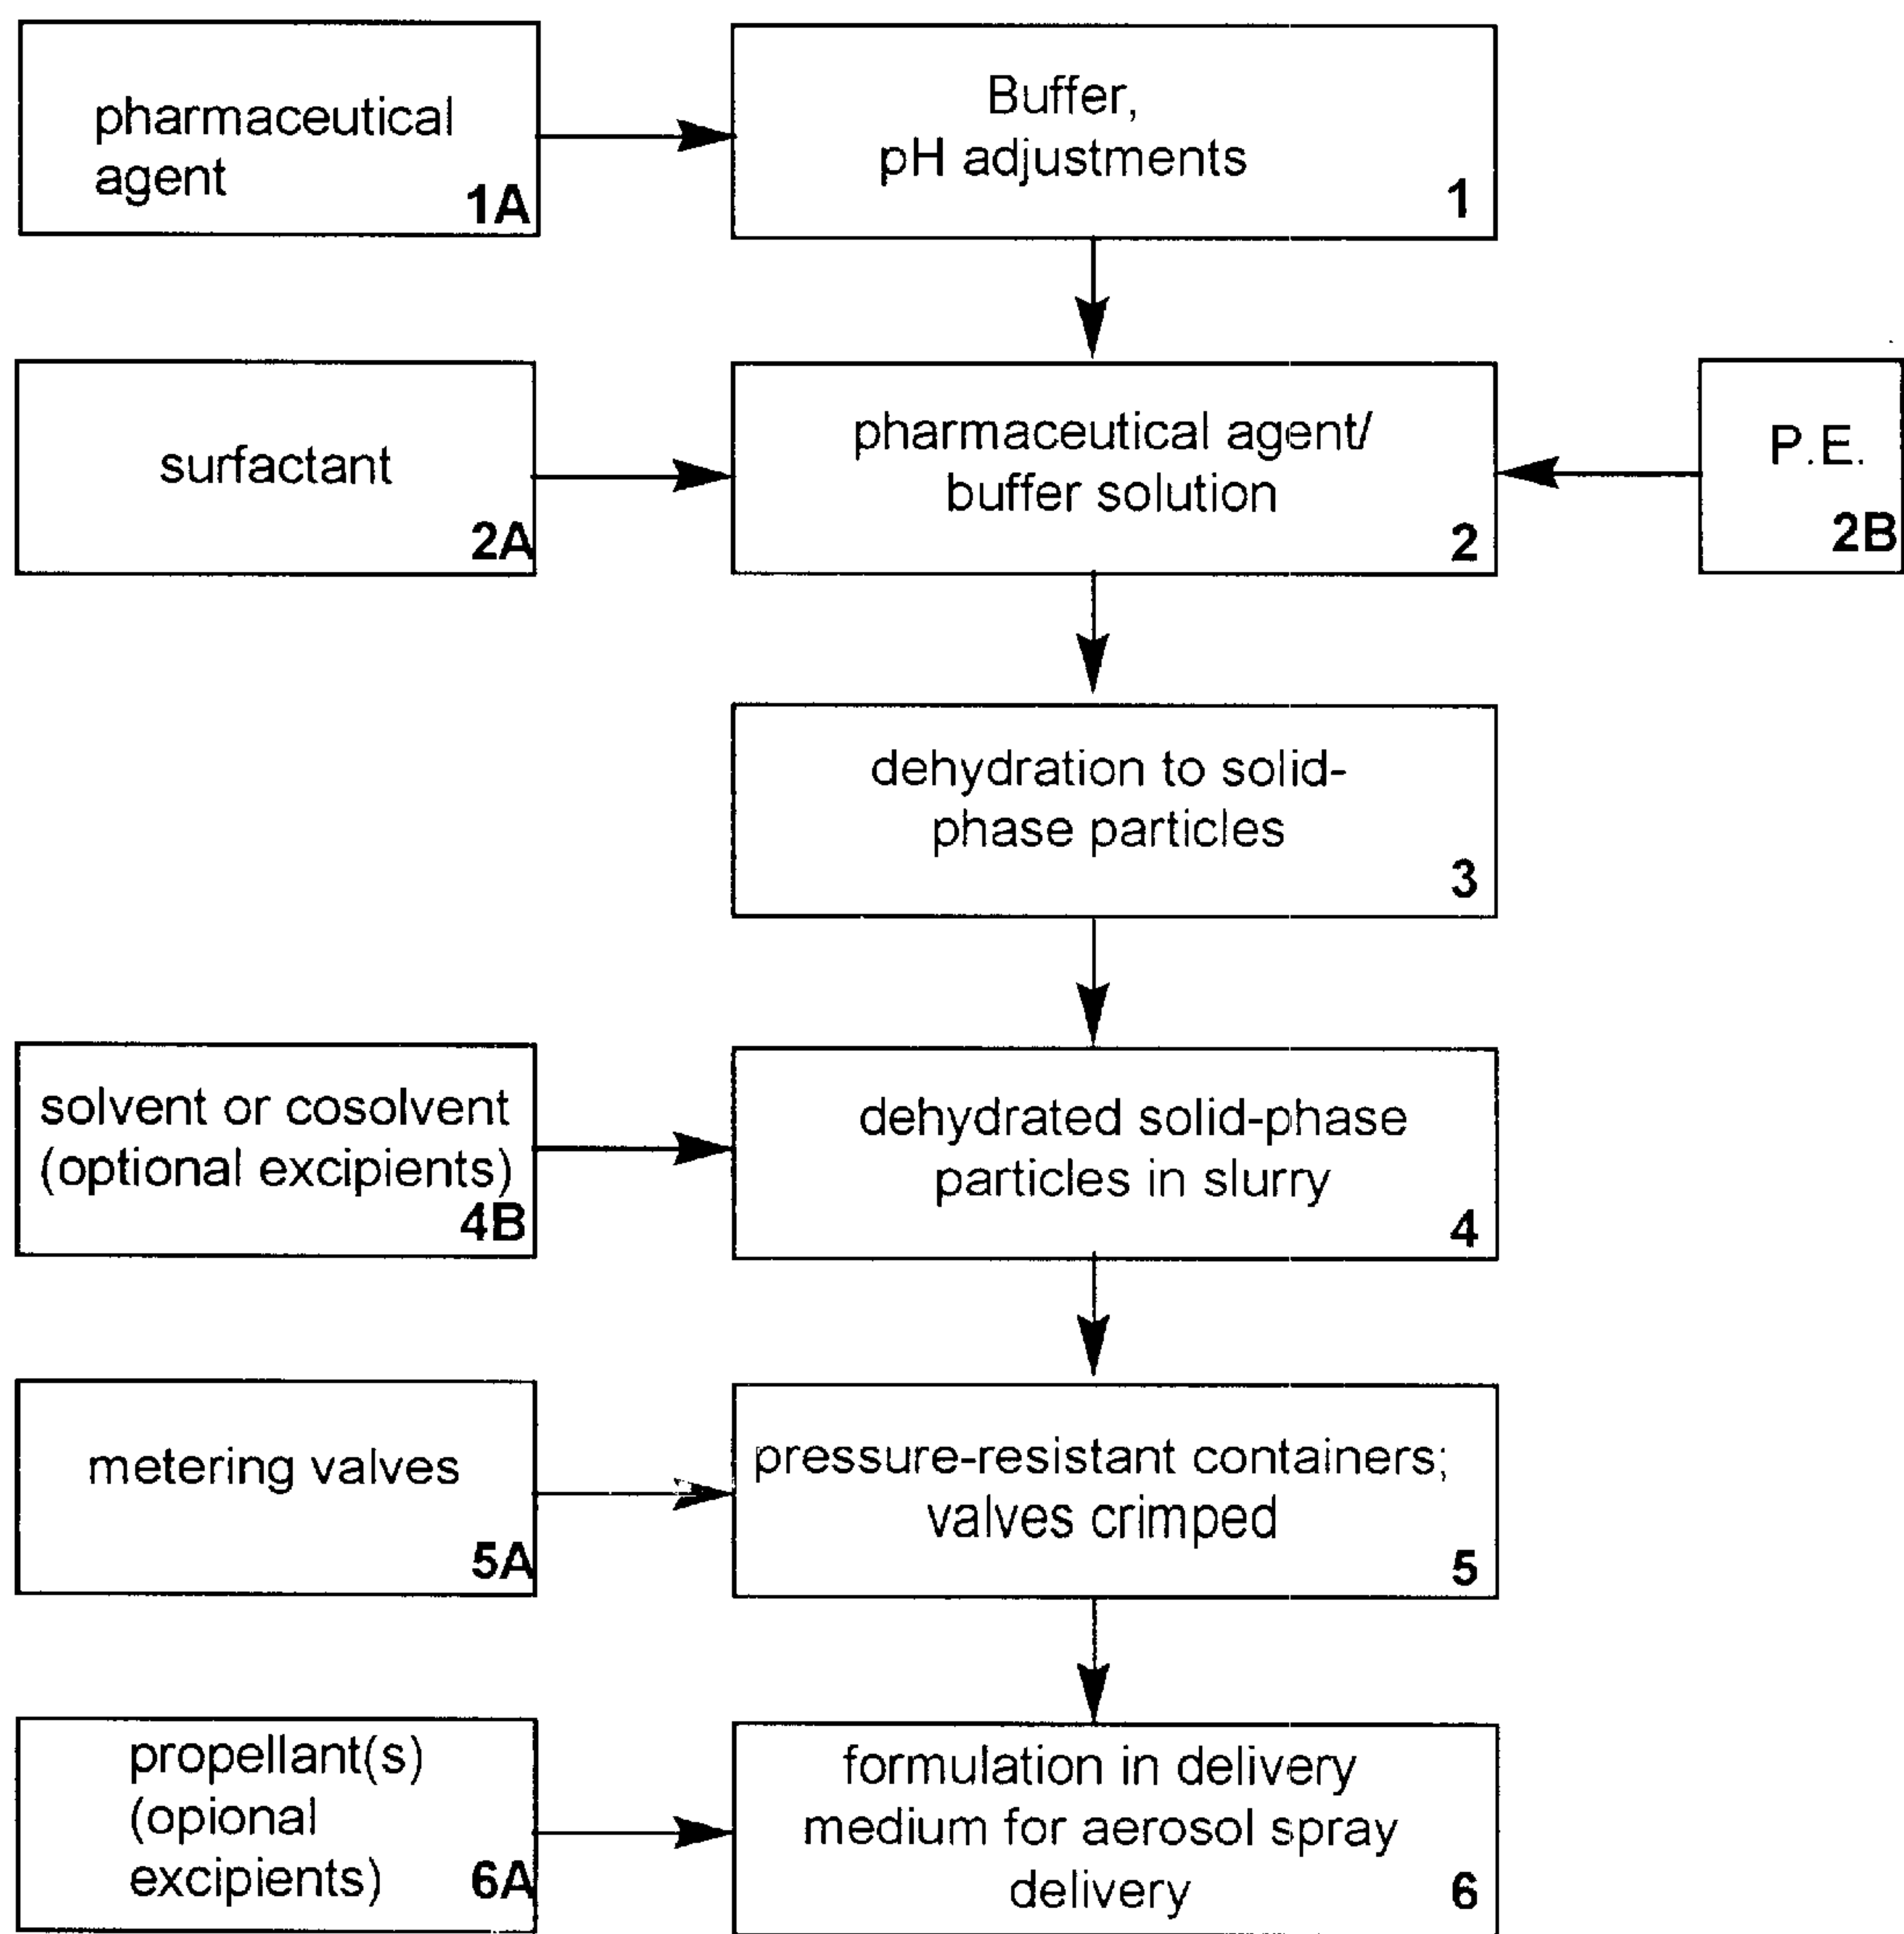 pharmaceutical
agent
1A
Buffer,
pH adjustments
1
surfactant
2A
pharmaceutical agent/
buffer solution
2
P.E.
2B
dehydration to solid-
phase particles
3
solvent or cosolvent
(optional excipients)
4B
dehydrated solid-phase
particles in slurry
4
metering valves
5A
pressure-resistant containers;
valves crimped
5
propellant(s)
(opional
excipients)
6A
formulation in delivery
medium for aerosol spray
delivery
6